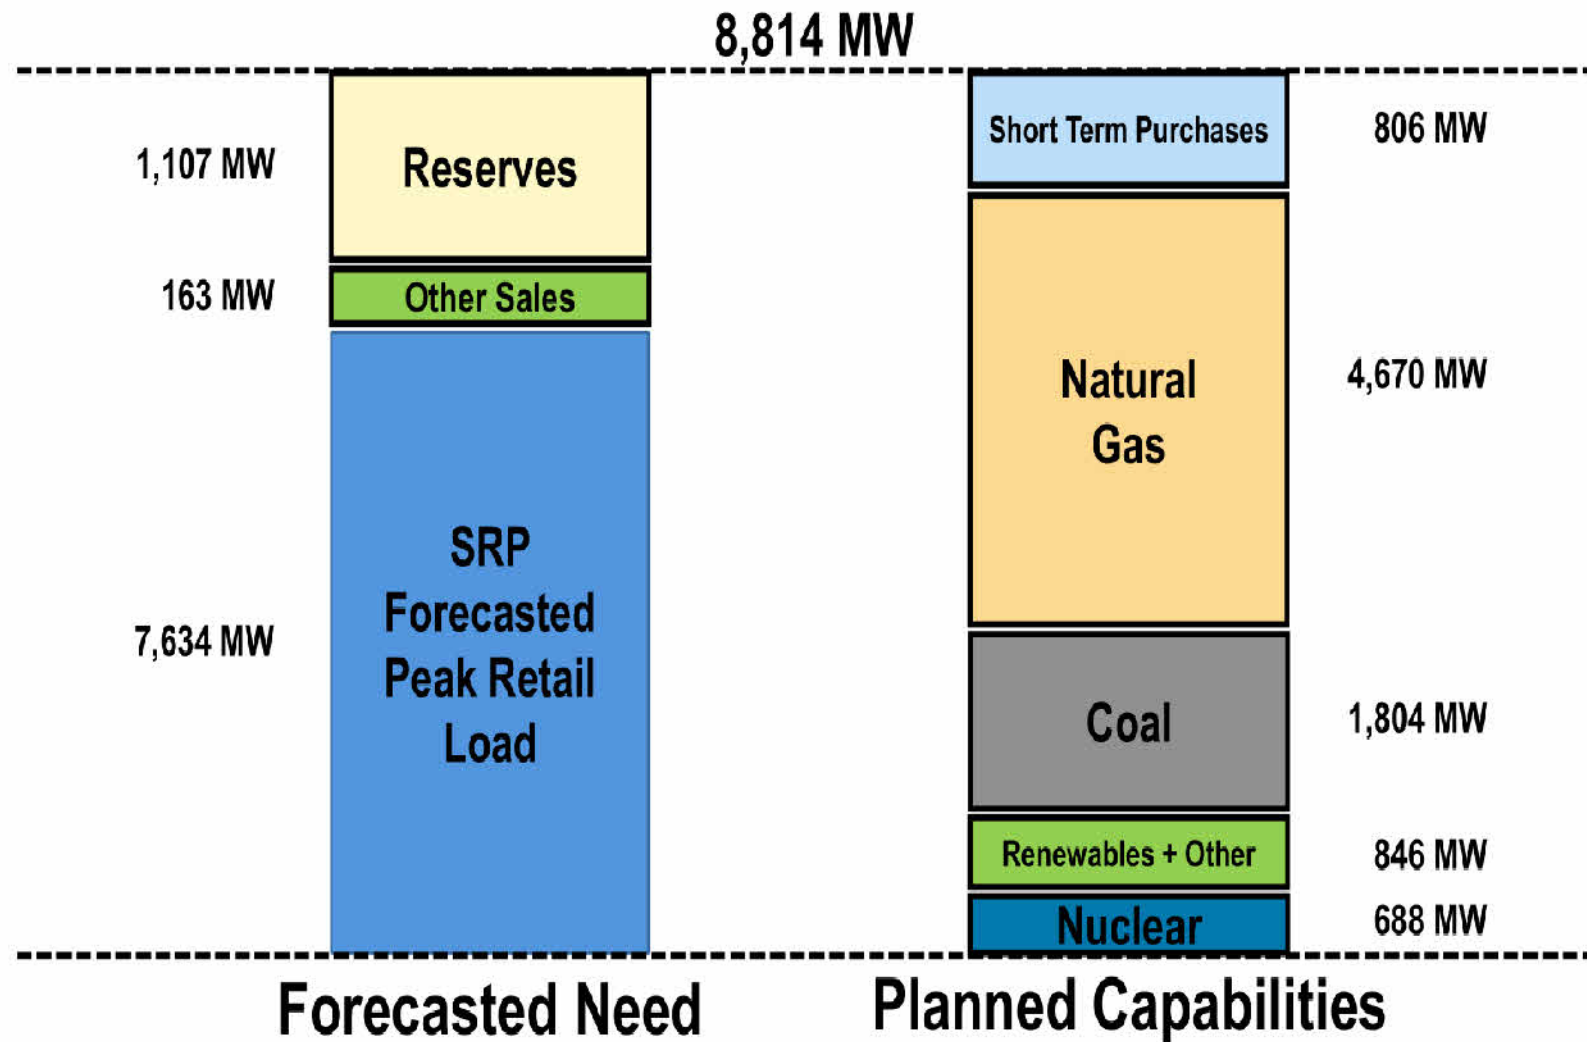 8,814 MW
1,107 MW
Reserves
163 MW
Other Sales
7,634 MW
SRP
Forecasted
Peak Retail
Load
Forecasted Need
Short Term Purchases
806 MW
Natural
Gas
4,670 MW
Coal
1,804 MW
Renewables + Other
846 MW
Nuclear
688 MW
Planned Capabilities